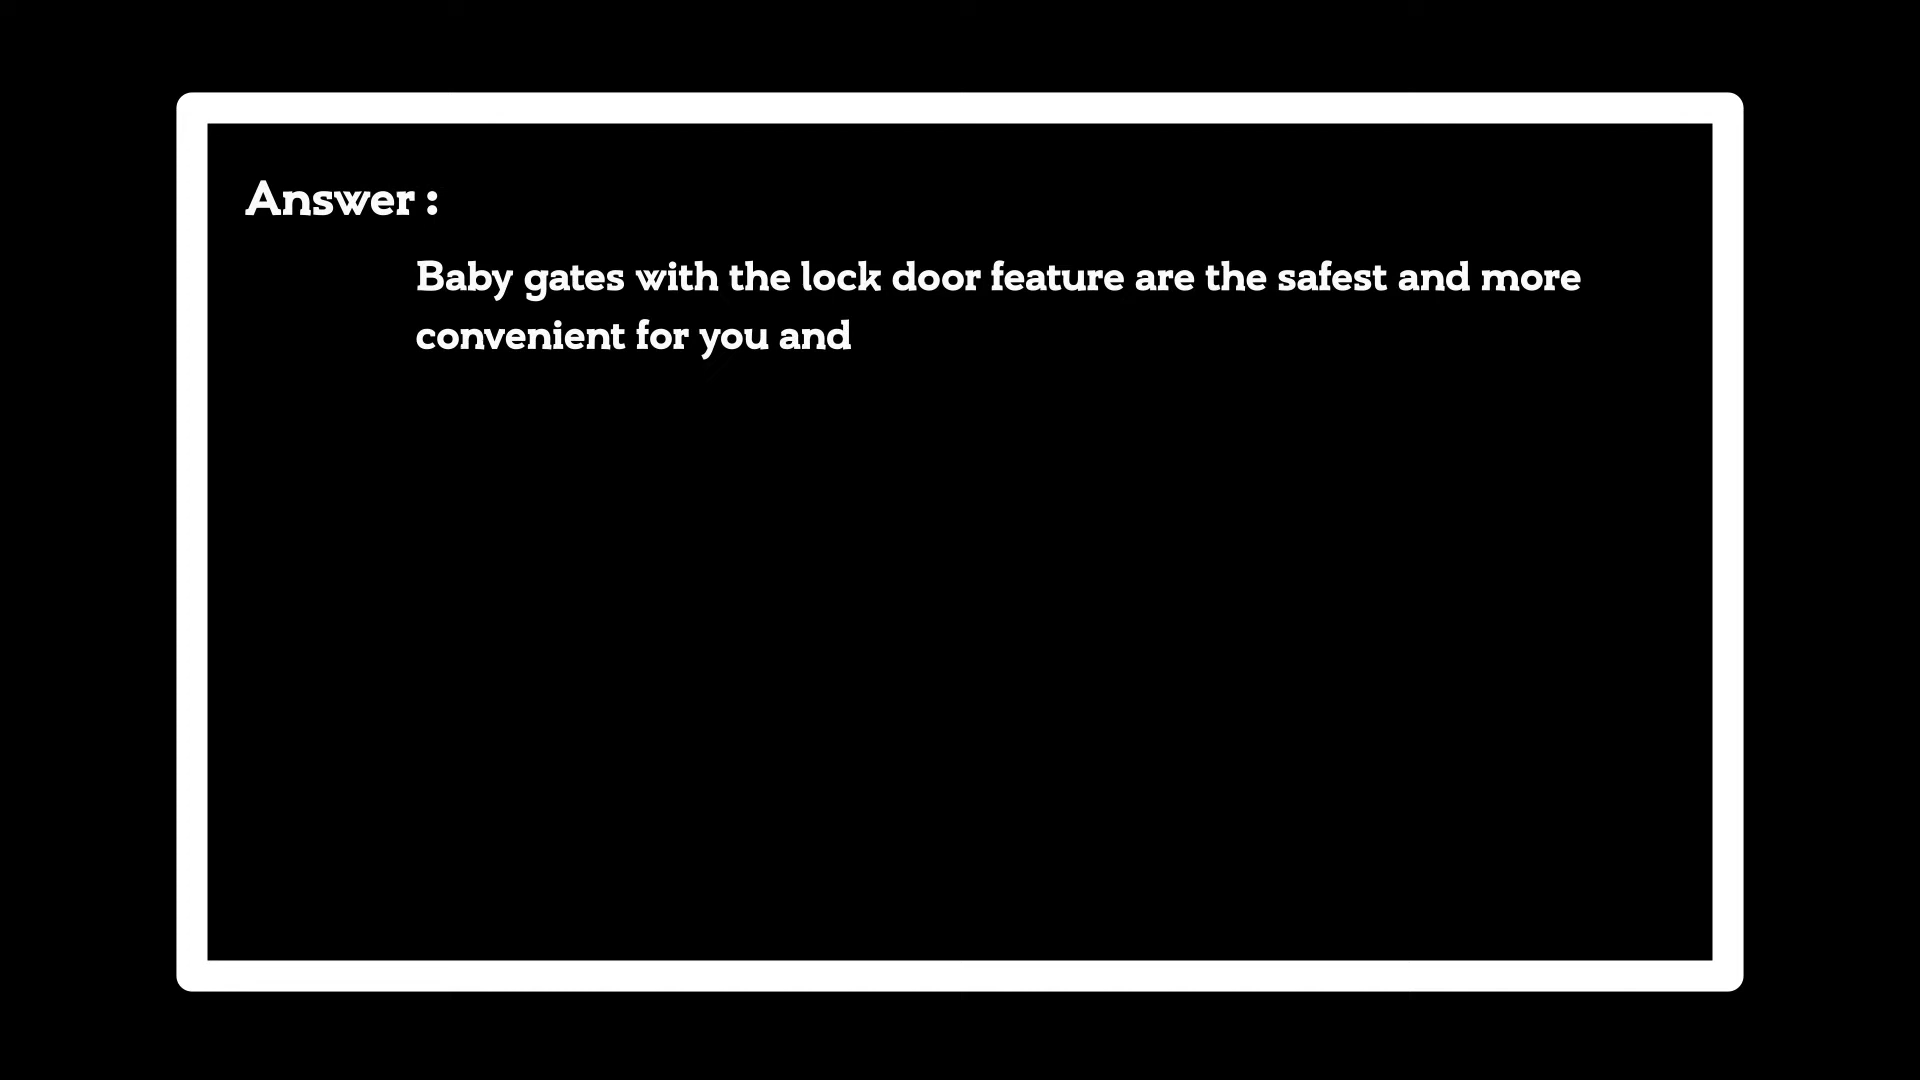 Answer :
Baby gates with the lock door feature are the safest and more
convenient for you and